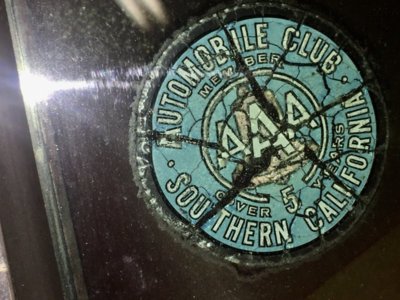 AUTOMOBILE CLUB
MEMBER
AAA
OVER 5 YEARS
· SOUTHERN CALIFORNIA ·